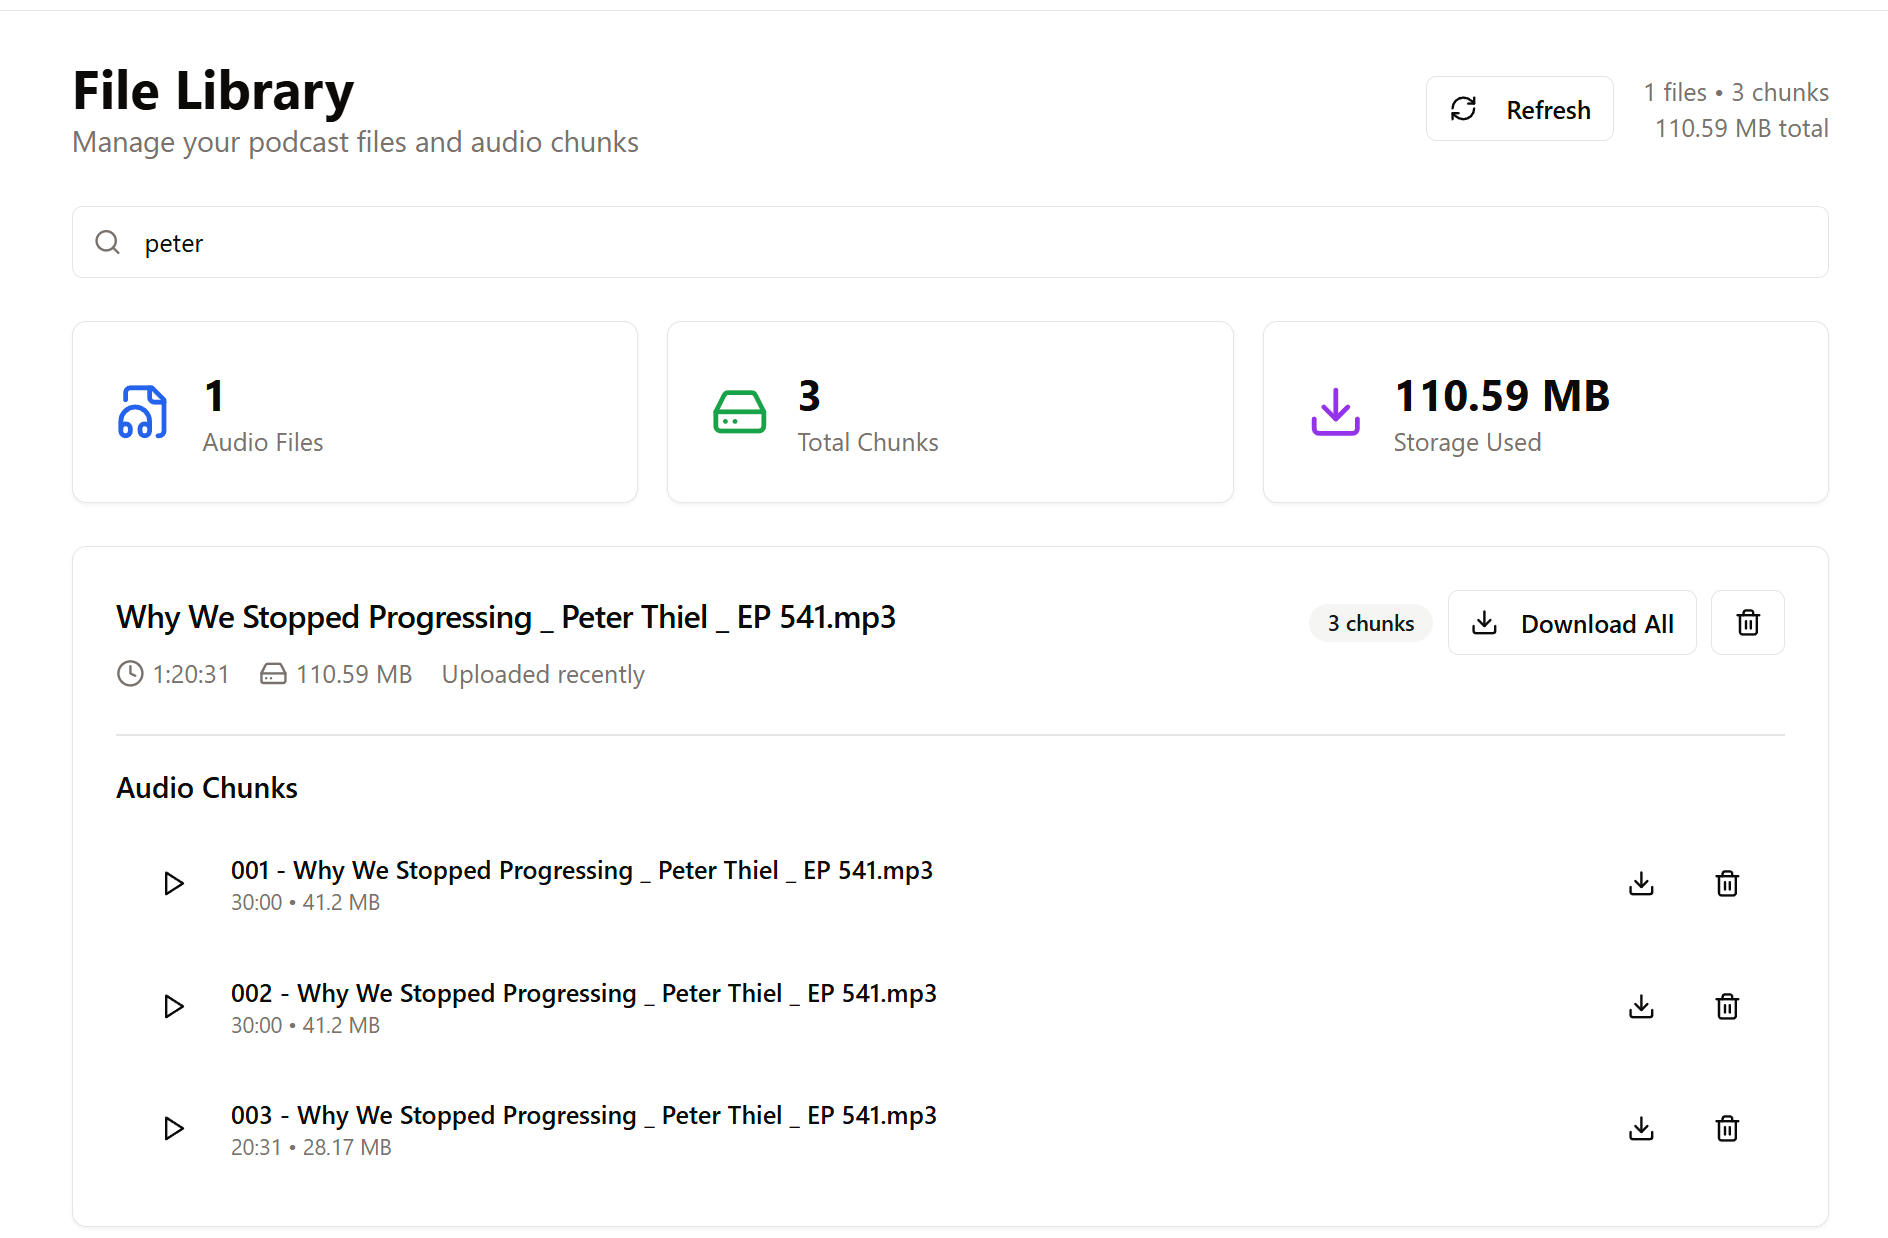 File Library
Manage your podcast files and audio chunks
Refresh
1 files • 3 chunks
110.59 MB total
peter
1
Audio Files
3
Total Chunks
110.59 MB
Storage Used
Why We Stopped Progressing _ Peter Thiel _ EP 541.mp3
3 chunks
Download All
1:20:31 110.59 MB Uploaded recently
Audio Chunks
001 - Why We Stopped Progressing _ Peter Thiel _ EP 541.mp3
30:00 • 41.2 MB
002 - Why We Stopped Progressing _ Peter Thiel _ EP 541.mp3
30:00 • 41.2 MB
003 - Why We Stopped Progressing _ Peter Thiel _ EP 541.mp3
20:31 • 28.17 MB